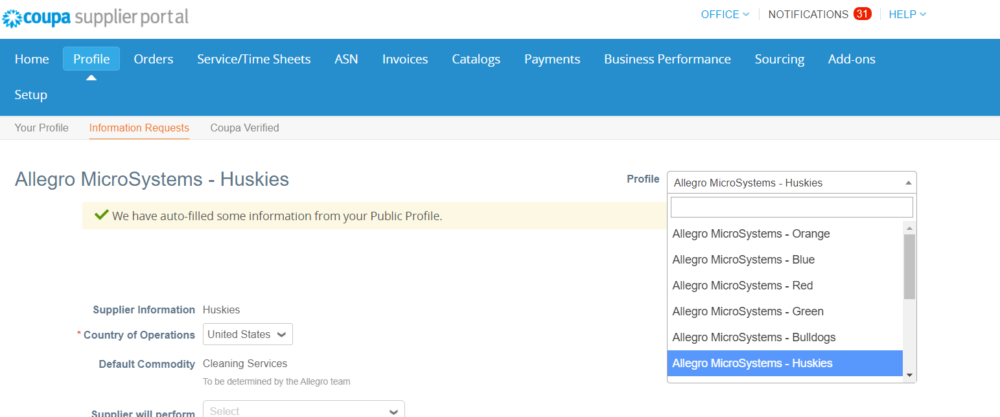 coupa supplier portal
OFFICE NOTIFICATIONS 31 HELP
Home Profile Orders Service/Time Sheets ASN Invoices Catalogs Payments Business Performance Sourcing Add-ons
Setup
Your Profile Information Requests Coupa Verified
Allegro MicroSystems - Huskies
Profile Allegro MicroSystems - Huskies
We have auto-filled some information from your Public Profile.
Allegro MicroSystems - Orange
Allegro MicroSystems - Blue
Allegro MicroSystems - Red
Allegro MicroSystems - Green
Allegro MicroSystems - Bulldogs
Allegro MicroSystems - Huskies
Supplier Information Huskies
* Country of Operations United States
Default Commodity Cleaning Services
To be determined by the Allegro team
Supplier will perform Select